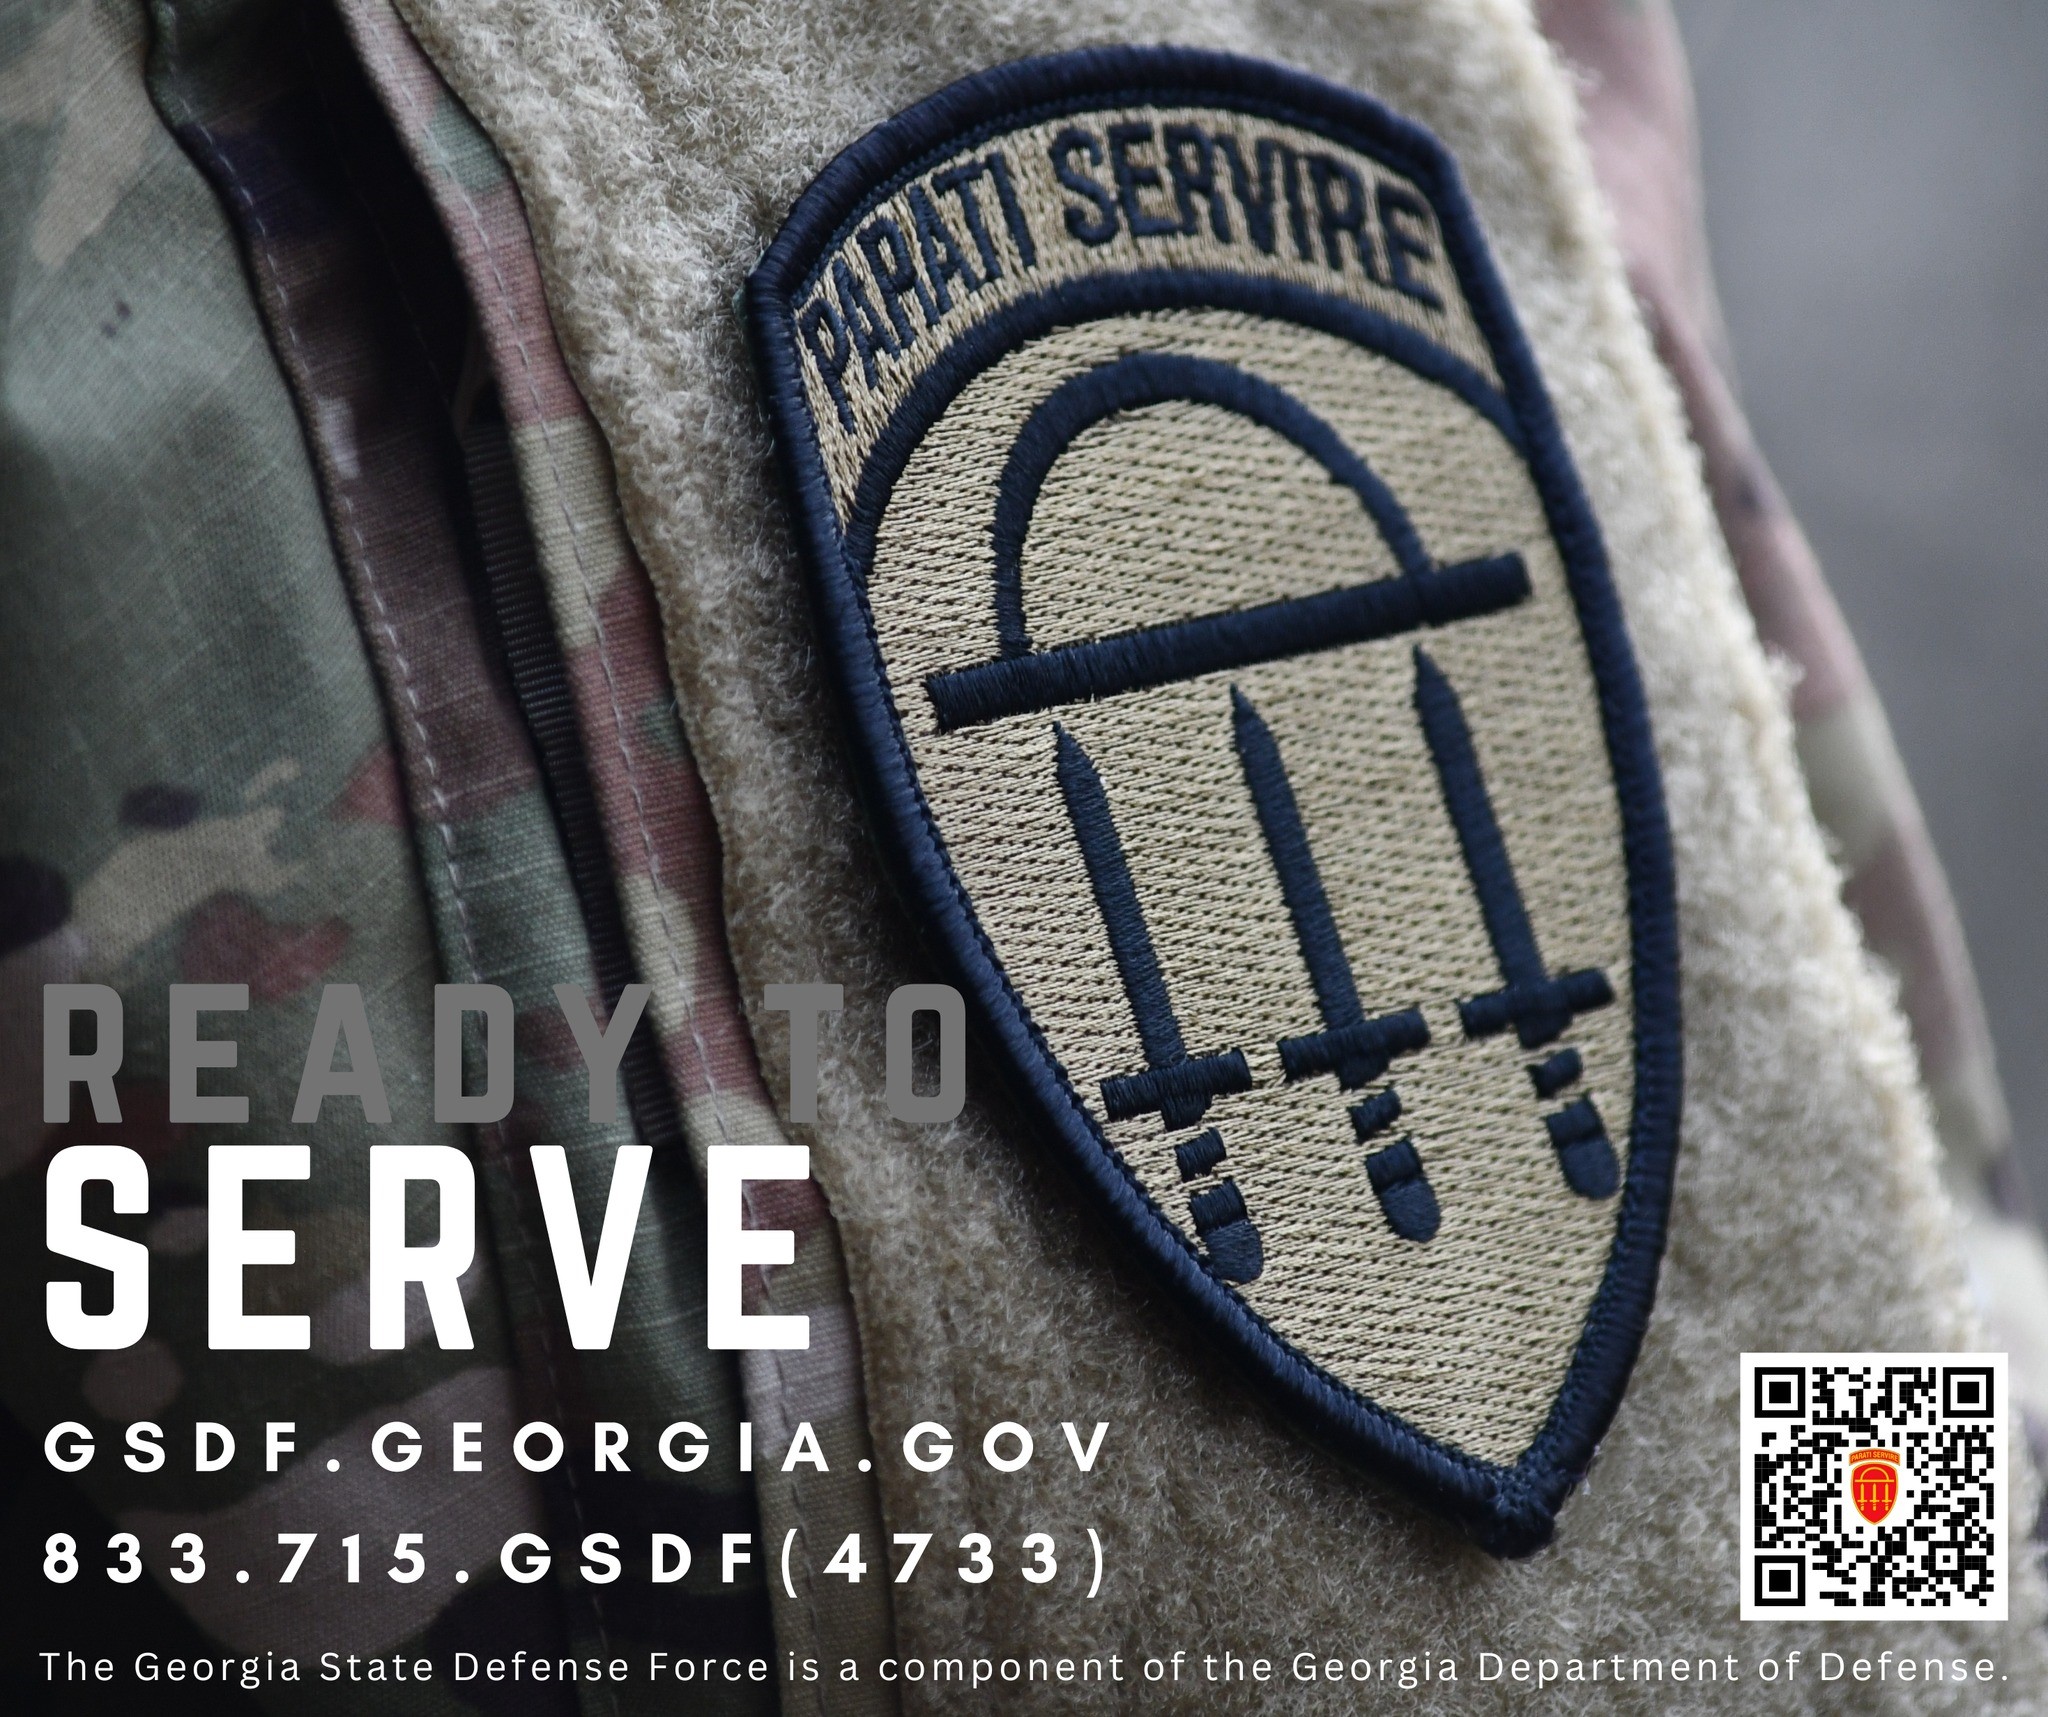 PARATI SERVIRE
READY TO
SERVE
GSDF.GEORGIA.GOV
833.715.GSDF(4733)
PARATI SERVIRE
The Georgia State Defense Force is a component of the Georgia Department of Defense.